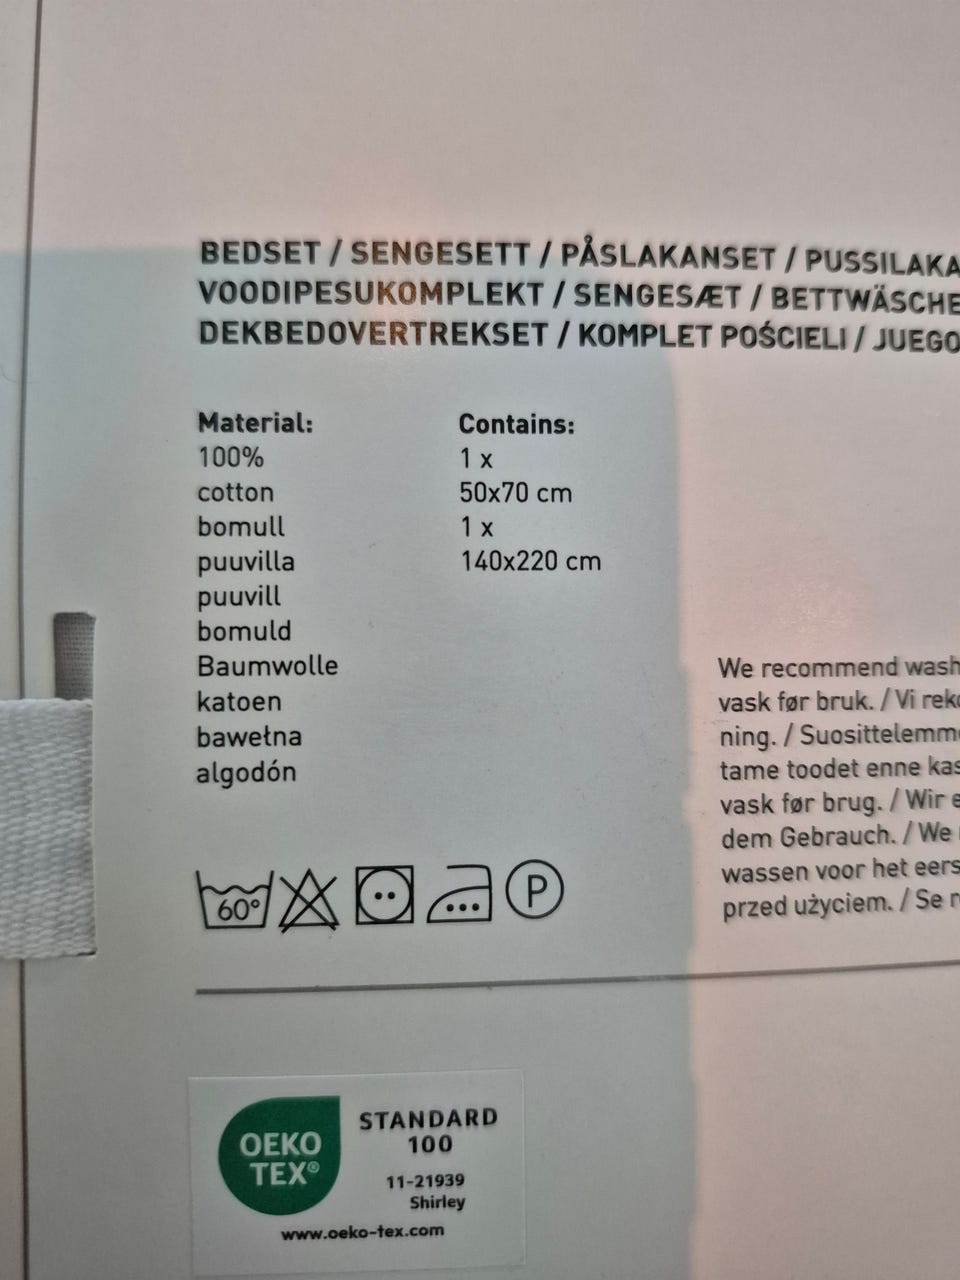 BEDSET / SENGESETT / PÅSLAKANSET / PUSSILAKA
VOODIPESUKOMPLEKT / SENGESÆT / BETTWÄSCHE
DEKBEDOVERTREKSET / KOMPLET POŚCIELI / JUEGO
Material:
100%
cotton
bomull
puuvilla
puuvill
bomuld
Baumwolle
katoen
bawełna
algodón
Contains:
1 x
50x70 cm
1 x
140x220 cm
We recommend wash
vask før bruk. / Vi reko
ning. / Suosittelemme
tame toodet enne kas
vask før brug. / Wir e
dem Gebrauch. / We
wassen voor het eers
przed użyciem. / Se r
60°
P
OEKO
TEX®
STANDARD
100
11-21939
Shirley
www.oeko-tex.com